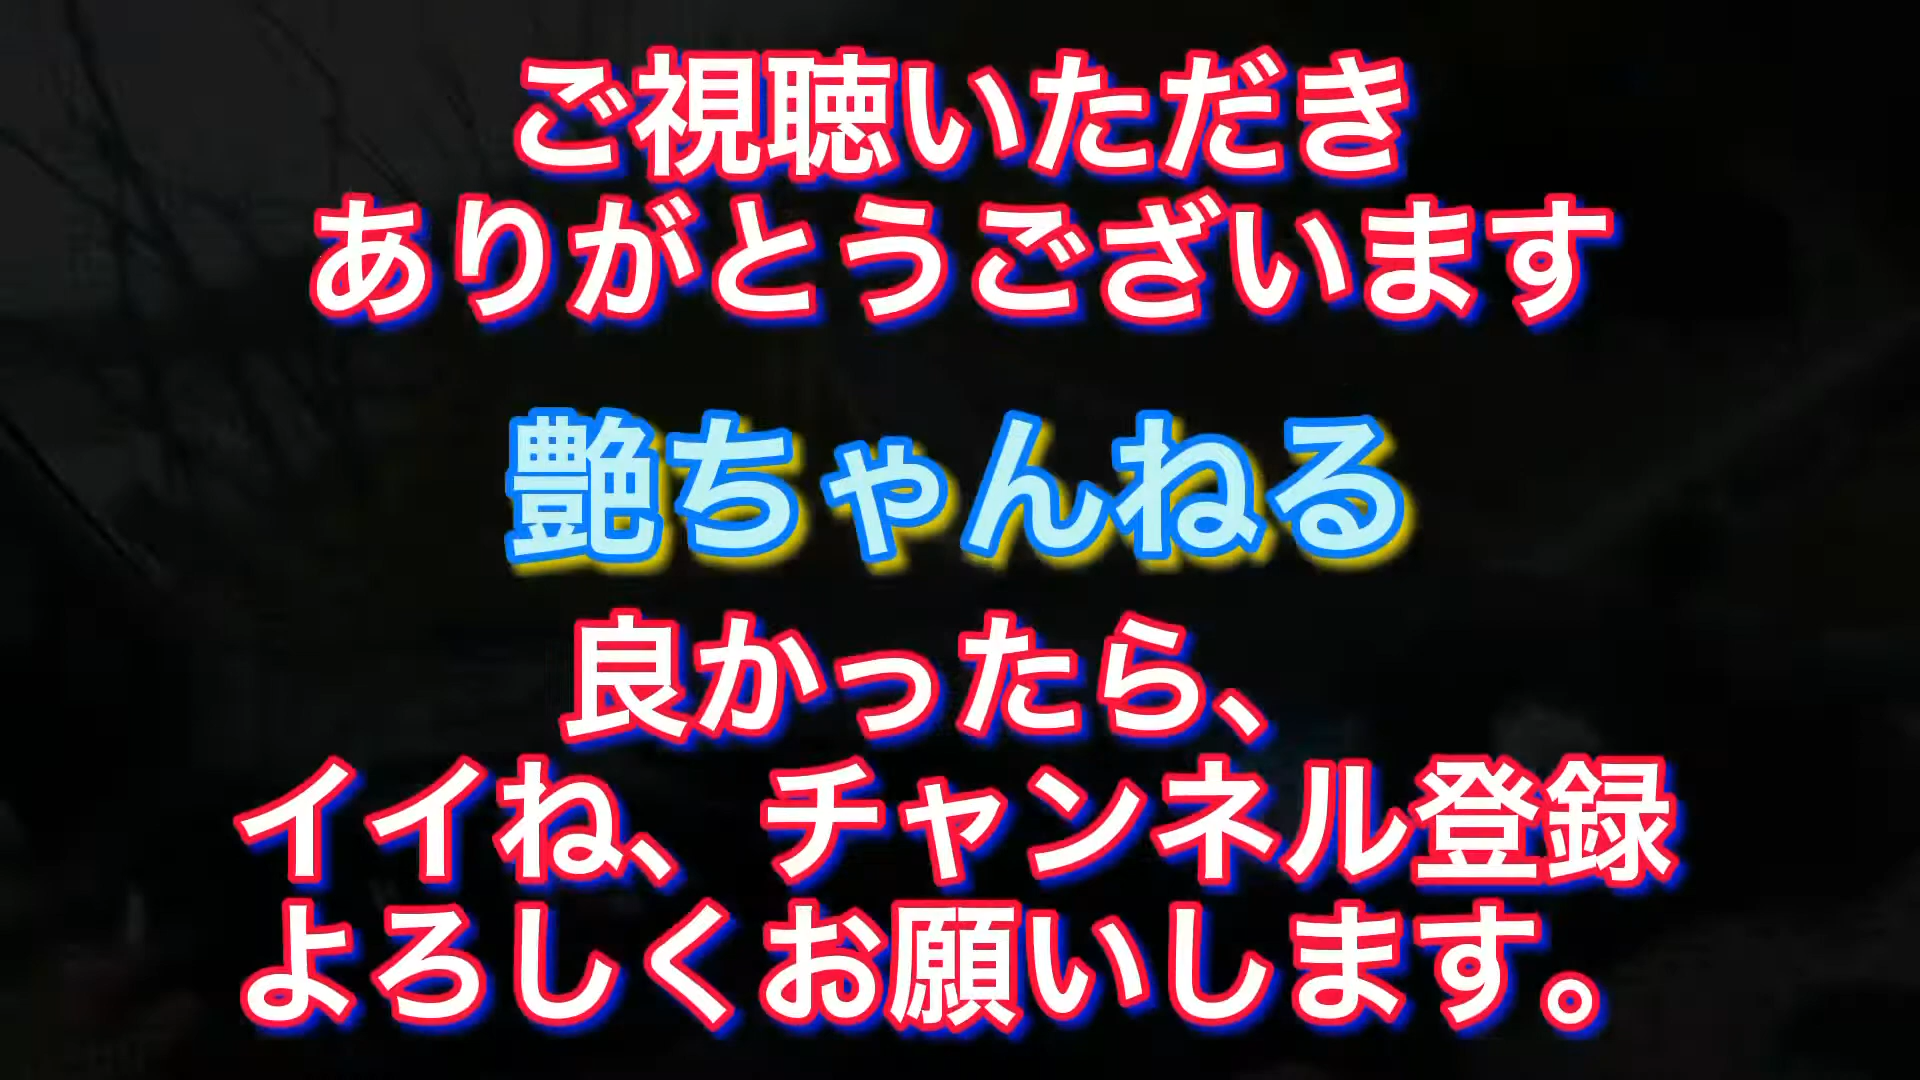 ご視聴いただき
ありがとうございます
艶ちゃんねる
良かったら、
イイね、チャンネル登録
よろしくお願いします。